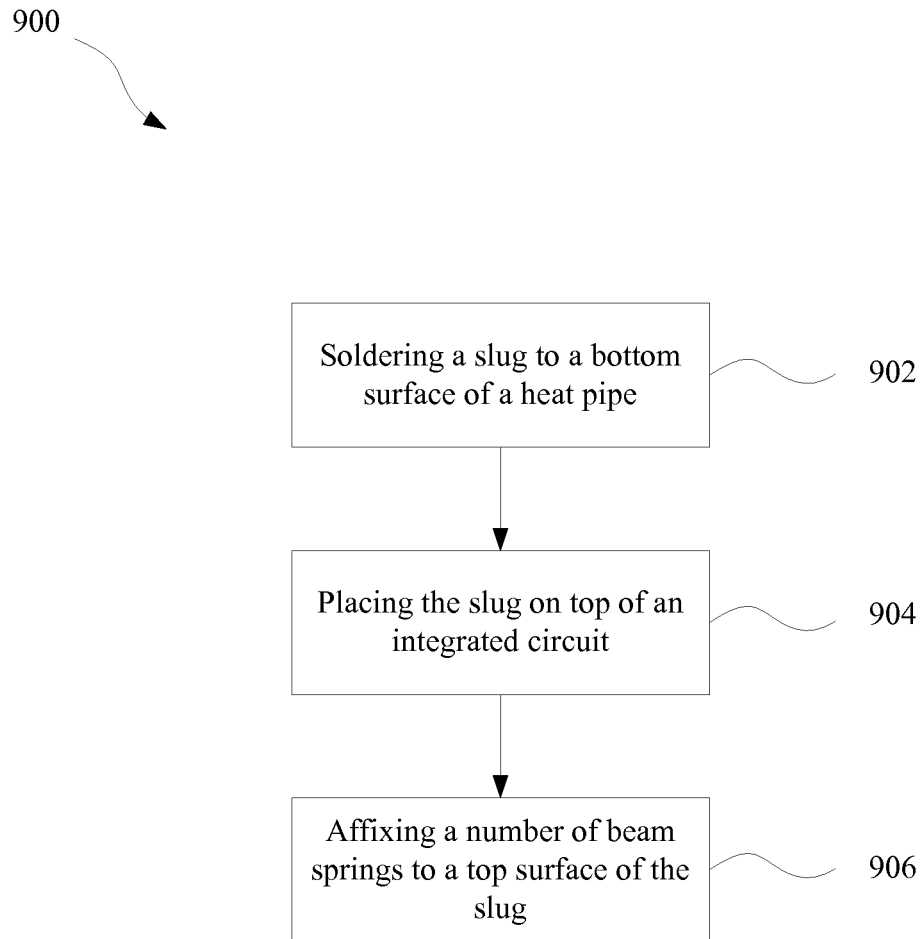 900
Soldering a slug to a bottom
surface of a heat pipe
902
Placing the slug on top of an
integrated circuit
904
Affixing a number of beam
springs to a top surface of the
slug
906